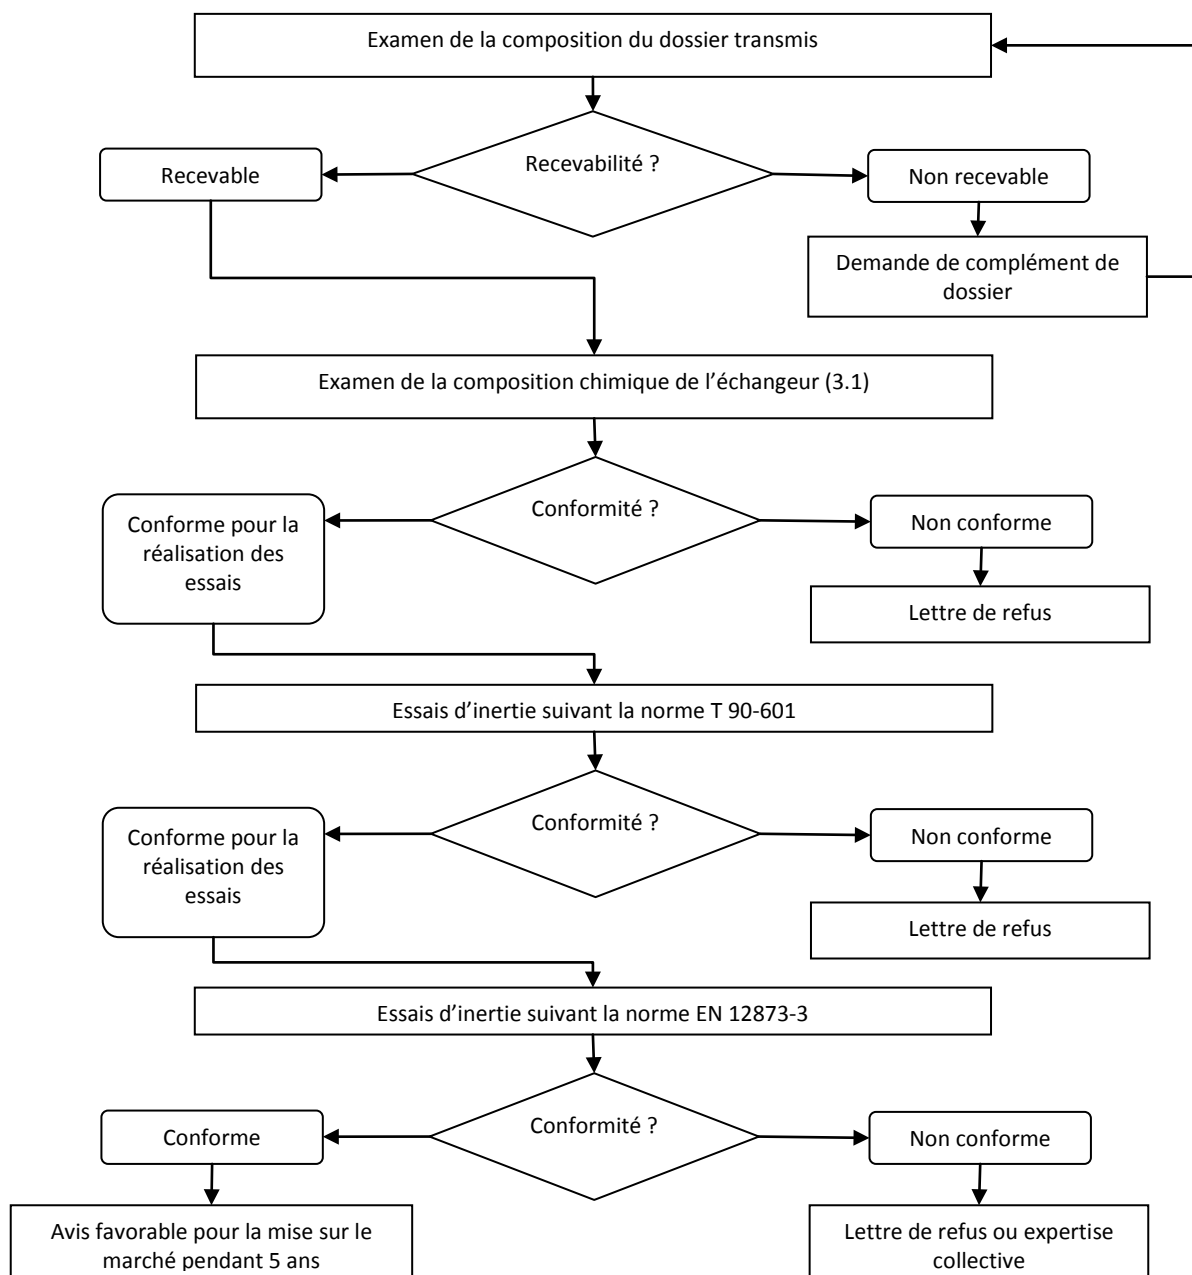 Examen de la composition du dossier transmis
Recevabilité ?
Recevable
Non recevable
Demande de complément de
dossier
Examen de la composition chimique de l’échangeur (3.1)
Conformité ?
Conforme pour la
réalisation des
essais
Non conforme
Lettre de refus
Essais d’inertie suivant la norme T 90-601
Conformité ?
Conforme pour la
réalisation des
essais
Non conforme
Lettre de refus
Essais d’inertie suivant la norme EN 12873-3
Conformité ?
Conforme
Non conforme
Avis favorable pour la mise sur le
marché pendant 5 ans
Lettre de refus ou expertise
collective